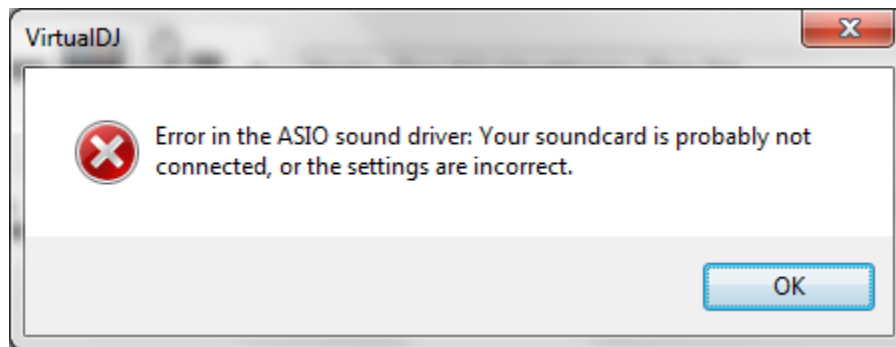 VirtualDJ
Error in the ASIO sound driver: Your soundcard is probably not
connected, or the settings are incorrect.
OK